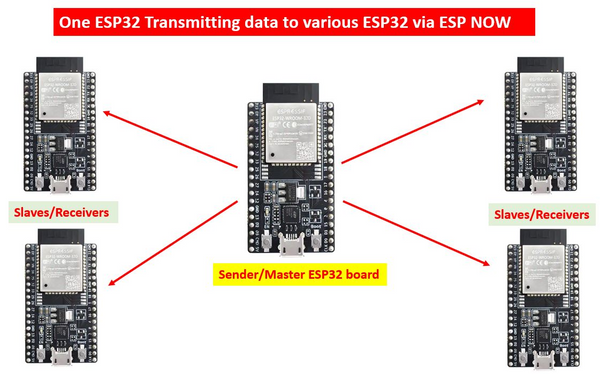 One ESP32 Transmitting data to various ESP32 via ESP NOW
Slaves/Receivers
Slaves/Receivers
Sender/Master ESP32 board